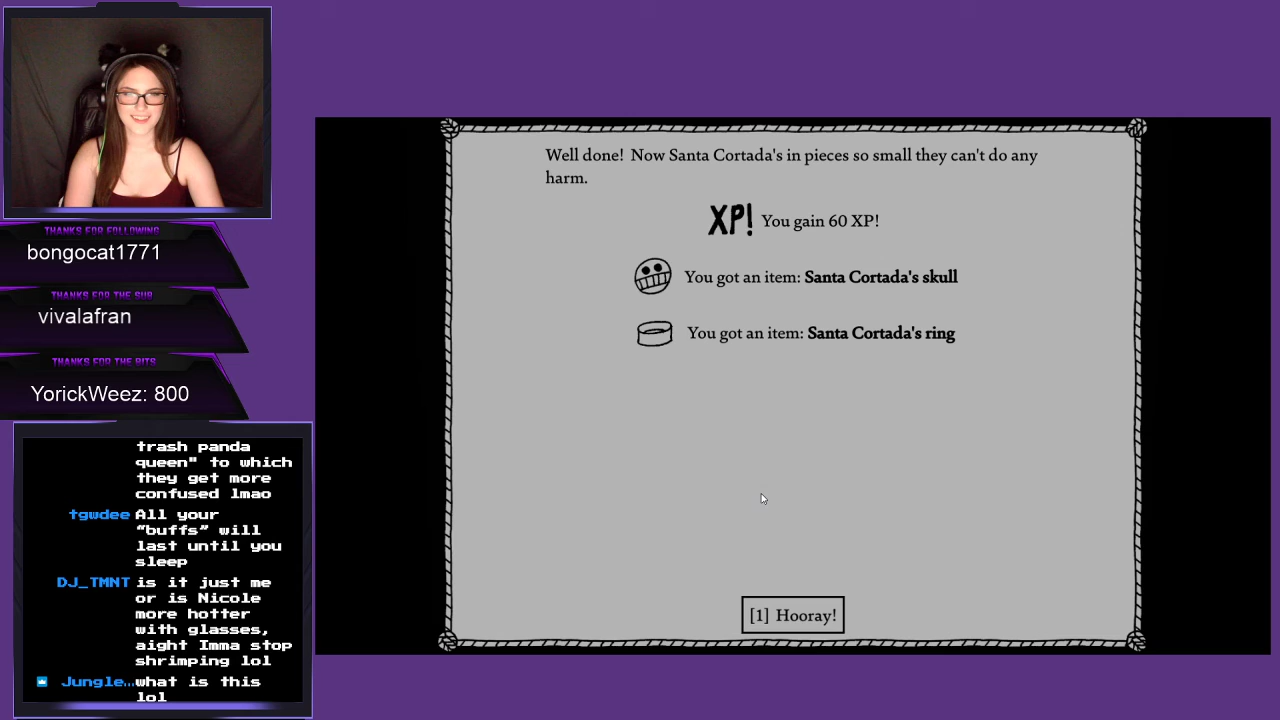 THANKS FOR FOLLOWING
bongocat1771
THANKS FOR THE SUB
vivalafran
THANKS FOR THE BITS
YorickWeez: 800
trash panda
queen" to which
they get more
confused lmao
tgwdee All your
“buffs” will
last until you
sleep
DJ_TMNT is it just me
or is Nicole
more hotter
with glasses,
aight Imma stop
shrimping lol
Jungle…what is this
lol
Well done! Now Santa Cortada's in pieces so small they can't do any
harm.
XP! You gain 60 XP!
You got an item: Santa Cortada's skull
You got an item: Santa Cortada's ring
[1] Hooray!